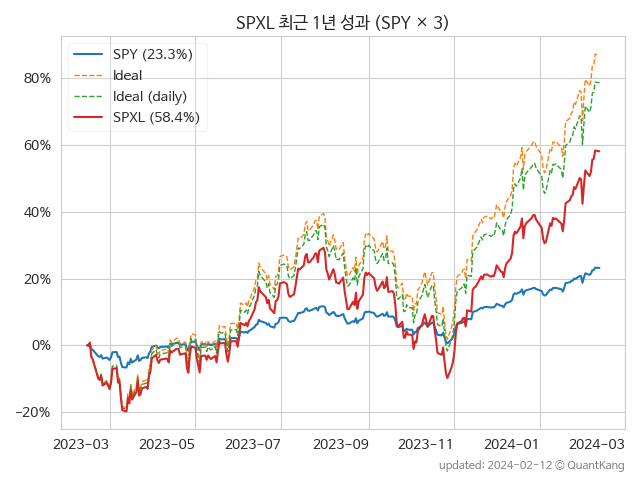 SPXL 최근 1년 성과 (SPY × 3)
SPY (23.3%)
Ideal
Ideal (daily)
SPXL (58.4%)
80%
60%
40%
20%
0%
−20%
2023-03 2023-05 2023-07 2023-09 2023-11 2024-01 2024-03
updated: 2024-02-12 © QuantKang